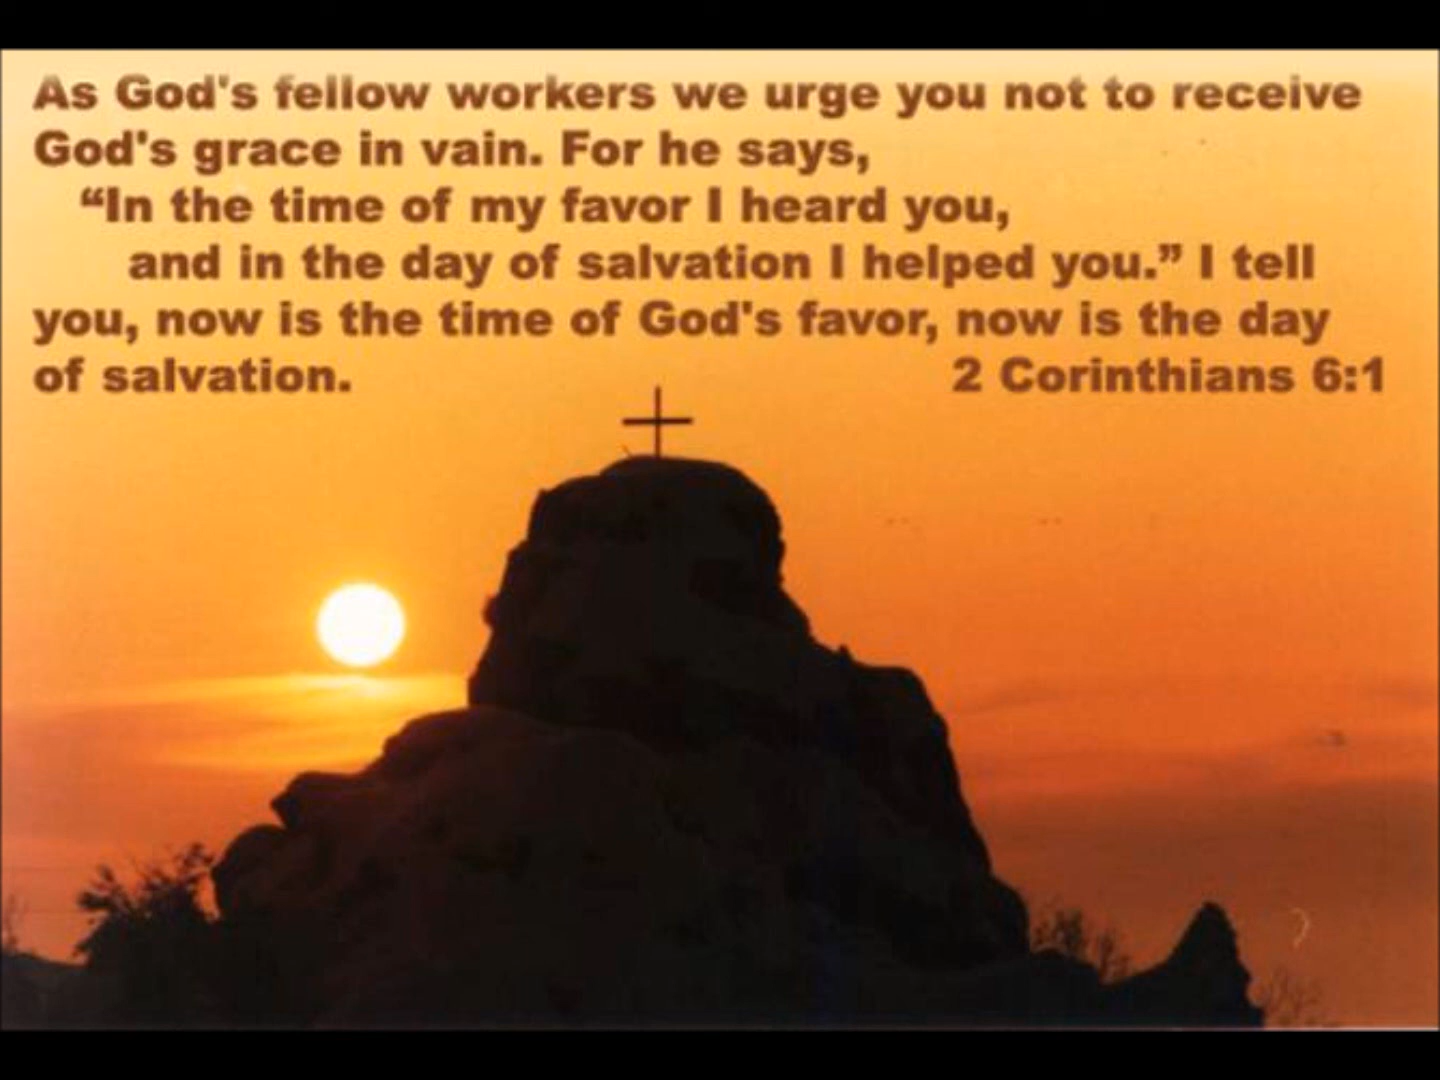 As God's fellow workers we urge you not to receive
God's grace in vain. For he says,
“In the time of my favor I heard you,
and in the day of salvation I helped you.” I tell
you, now is the time of God's favor, now is the day
of salvation. 2 Corinthians 6:1